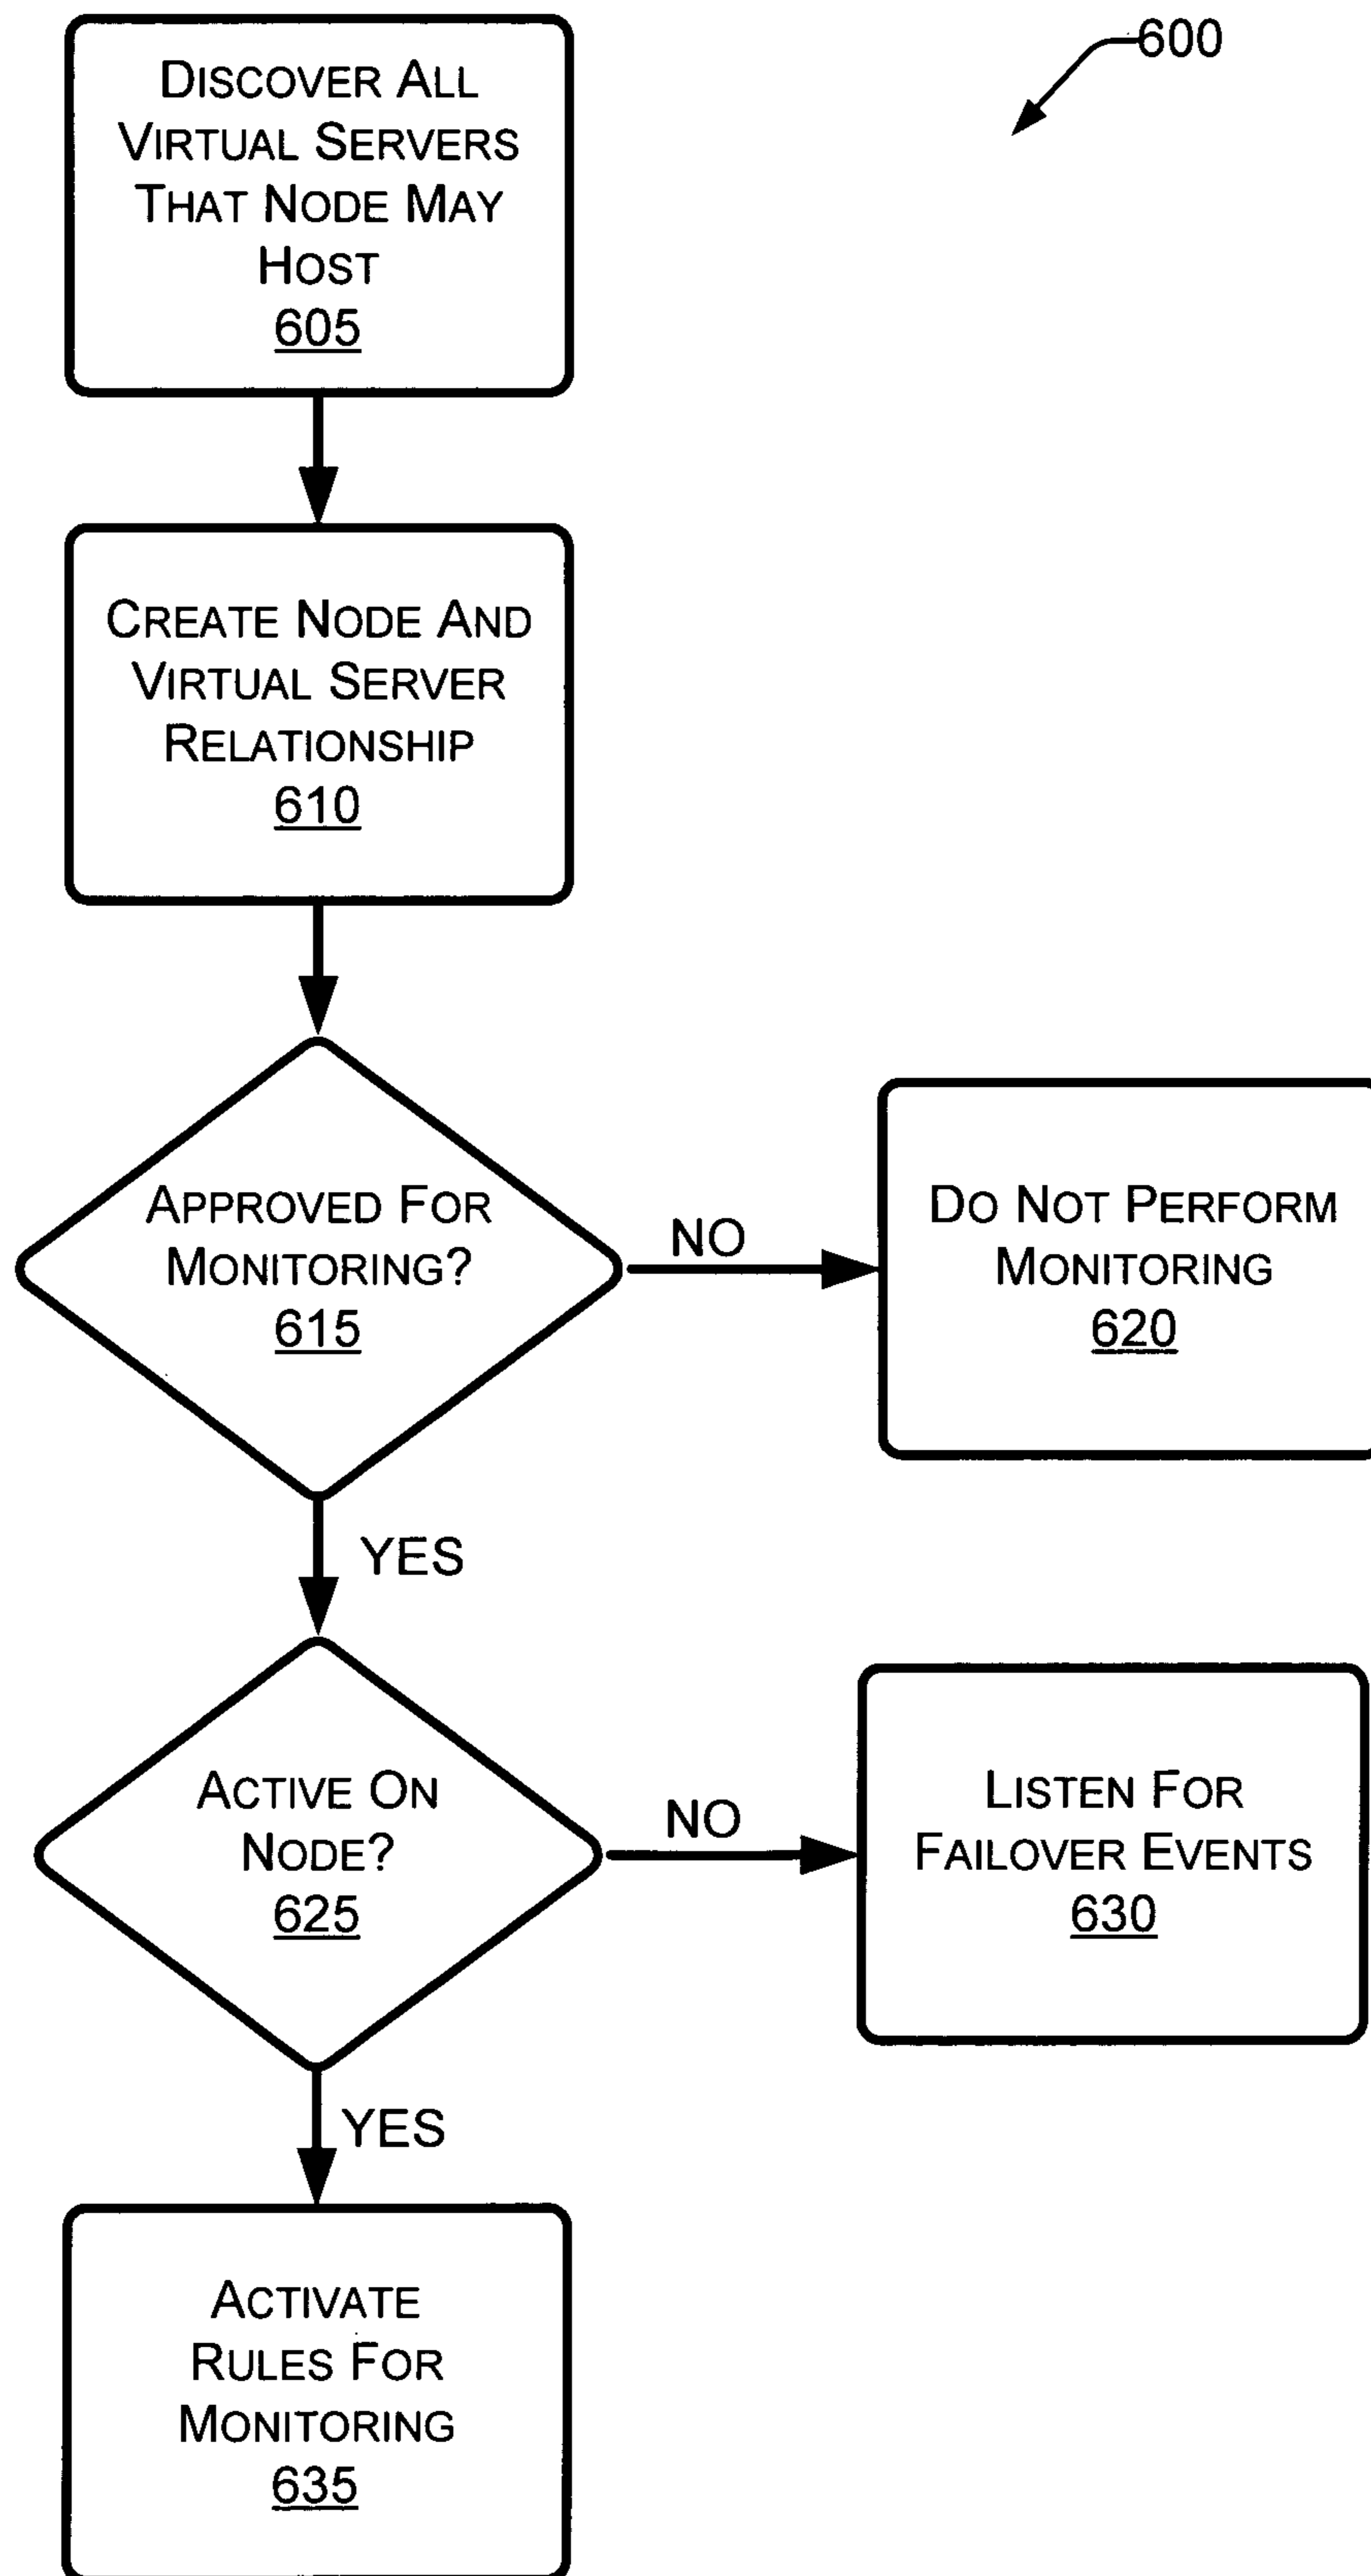 600
DISCOVER ALL
VIRTUAL SERVERS
THAT NODE MAY
HOST
605
CREATE NODE AND
VIRTUAL SERVER
RELATIONSHIP
610
APPROVED FOR
MONITORING?
615
NO
DO NOT PERFORM
MONITORING
620
YES
ACTIVE ON
NODE?
625
NO
LISTEN FOR
FAILOVER EVENTS
630
YES
ACTIVATE
RULES FOR
MONITORING
635